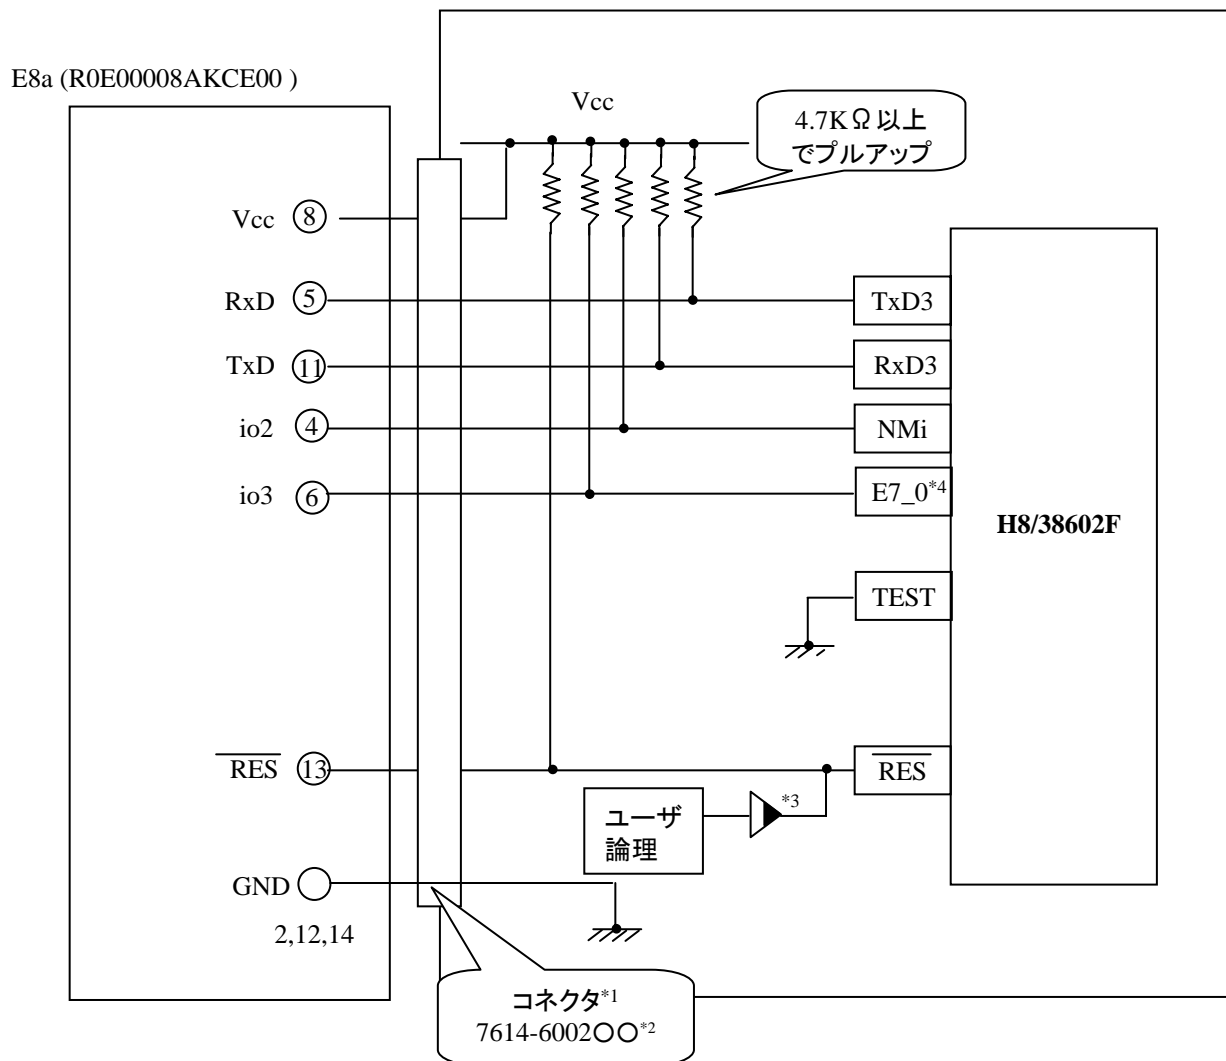 E8a (R0E00008AKCE00 )
Vcc
4.7KΩ以上
でプルアップ
Vcc 8
RxD 5
TxD3
TxD 11
RxD3
io2 4
NMi
io3 6
E7_0*4
H8/38602F
TEST
RES 13
RES
*3
ユーザ
論理
GND
2,12,14
コネクタ*1
7614-6002〇〇*2